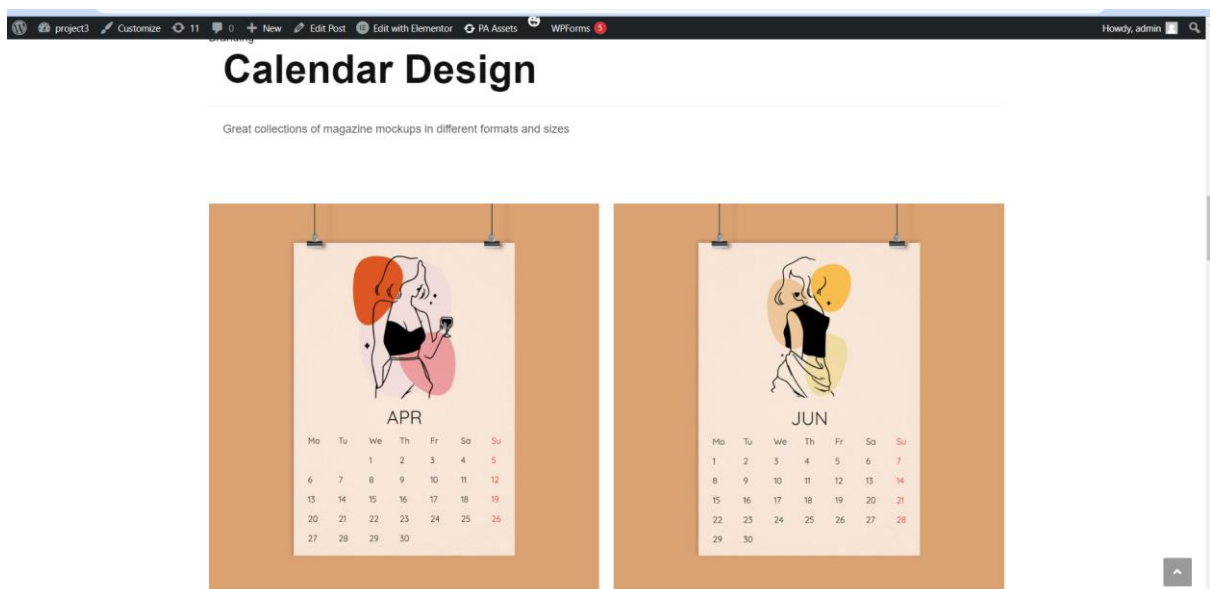 project3 Customize 11 0 New Edit Post Edit with Elementor PA Assets WPForms 5 Howdy, admin
Branding
Calendar Design
Great collections of magazine mockups in different formats and sizes
APR
Mo Tu We Th Fr Sa Su
1 2 3 4 5
6 7 8 9 10 11 12
13 14 15 16 17 18 19
20 21 22 23 24 25 26
27 28 29 30
JUN
Mo Tu We Th Fr Sa Su
1 2 3 4 5 6 7
8 9 10 11 12 13 14
15 16 17 18 19 20 21
22 23 24 25 26 27 28
29 30